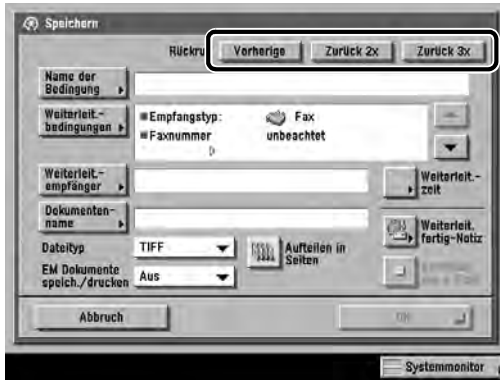 Speichern
Rückru Vorherige Zurück 2x Zurück 3x
Name der
Bedingung
Weiterleit.-
bedingungen
Empfangstyp: Fax
Faxnummer unbeachtet
Weiterleit.-
empfänger
Weiterleit.-
zeit
Dokumenten-
name
Weiterleit.
fertig-Notiz
Dateityp TIFF
Aufteilen in
Seiten
EM Dokumente
speich./drucken Aus
Abbruch OK
Systemmonitor